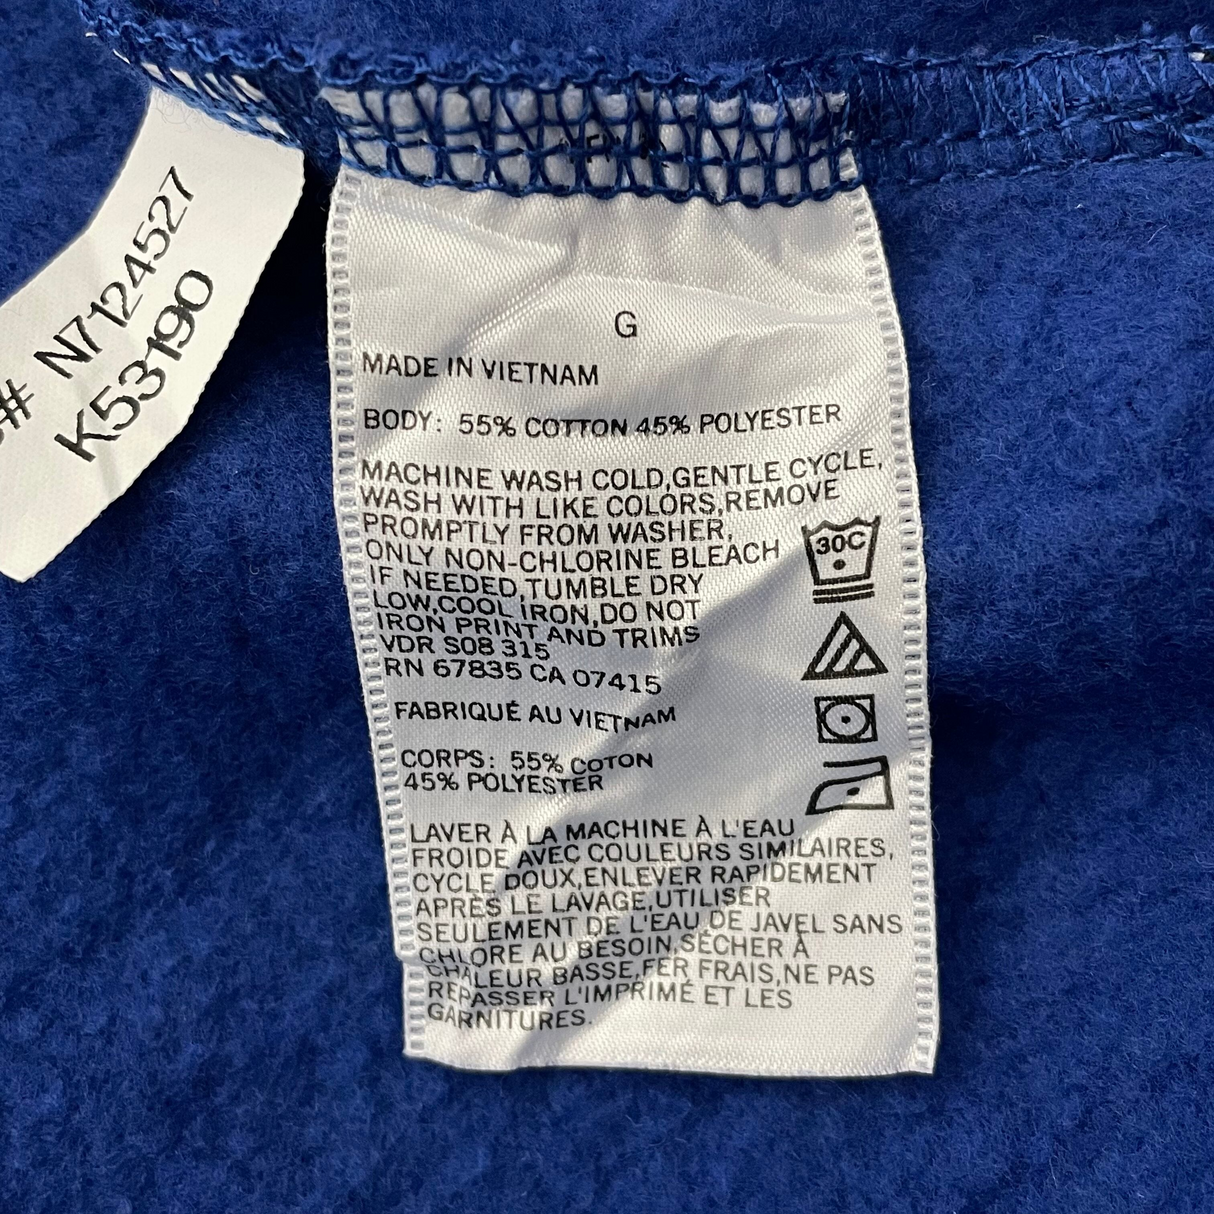 # N7124527
K53190
G
MADE IN VIETNAM
BODY: 55% COTTON 45% POLYESTER
MACHINE WASH COLD,GENTLE CYCLE,
WASH WITH LIKE COLORS,REMOVE
PROMPTLY FROM WASHER,
ONLY NON-CHLORINE BLEACH
IF NEEDED,TUMBLE DRY
LOW,COOL IRON,DO NOT
IRON PRINT AND TRIMS
VDR S08 315
RN 67835 CA 07415
30C
FABRIQUÉ AU VIETNAM
CORPS: 55% COTON
45% POLYESTER
LAVER À LA MACHINE À L'EAU
FROIDE AVEC COULEURS SIMILAIRES,
CYCLE DOUX,ENLEVER RAPIDEMENT
APRÈS LE LAVAGE,UTILISER
SEULEMENT DE L'EAU DE JAVEL SANS
CHLORE AU BESOIN,SÉCHER À
CHALEUR BASSE,FER FRAIS,NE PAS
REPASSER L'IMPRIMÉ ET LES
GARNITURES.